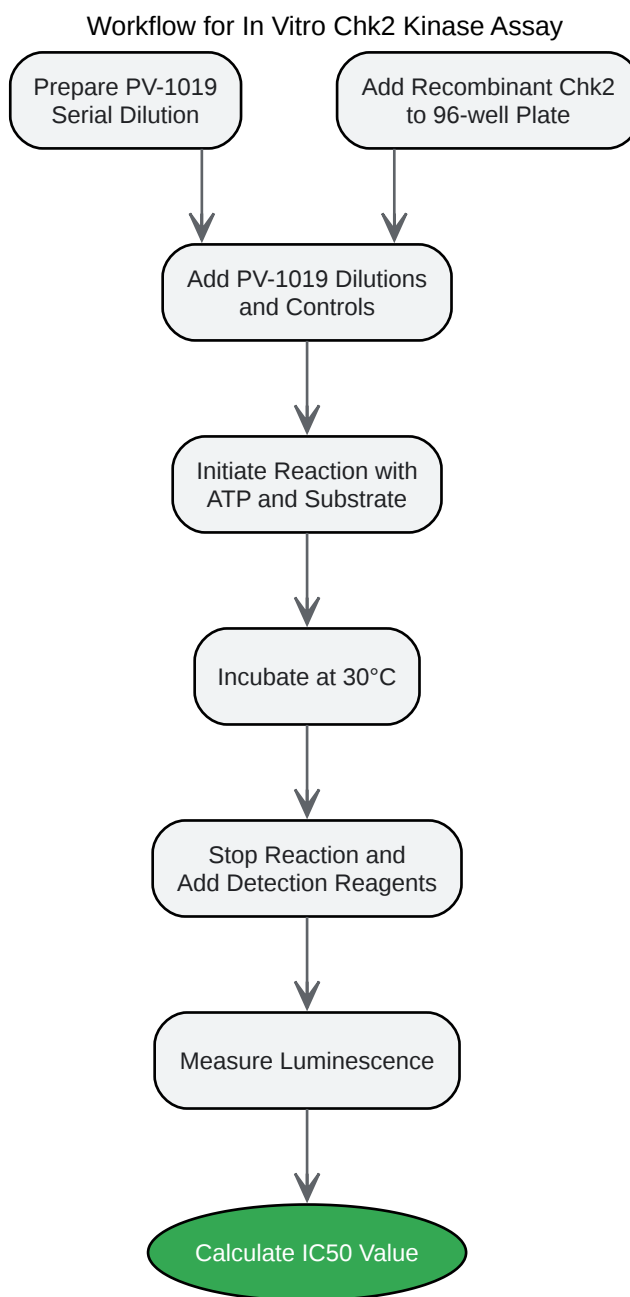 Workflow for In Vitro Chk2 Kinase Assay
Prepare PV-1019
Serial Dilution
Add Recombinant Chk2
to 96-well Plate
Add PV-1019 Dilutions
and Controls
Initiate Reaction with
ATP and Substrate
Incubate at 30°C
Stop Reaction and
Add Detection Reagents
Measure Luminescence
Calculate IC50 Value